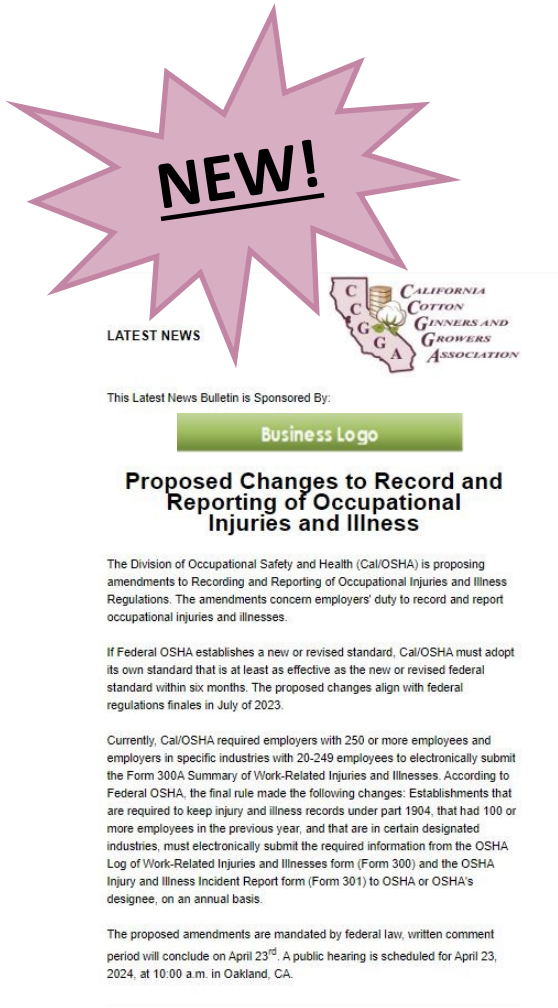 NEW!
C
C
G
G
A
CALIFORNIA
COTTON
GINNERS AND
GROWERS
ASSOCIATION
LATEST NEWS
This Latest News Bulletin is Sponsored By:
Business Logo
Proposed Changes to Record and
Reporting of Occupational
Injuries and Illness
The Division of Occupational Safety and Health (Cal/OSHA) is proposing
amendments to Recording and Reporting of Occupational Injuries and Illness
Regulations. The amendments concern employers' duty to record and report
occupational injuries and illnesses.
If Federal OSHA establishes a new or revised standard, Cal/OSHA must adopt
its own standard that is at least as effective as the new or revised federal
standard within six months. The proposed changes align with federal
regulations finales in July of 2023.
Currently, Cal/OSHA required employers with 250 or more employees and
employers in specific industries with 20-249 employees to electronically submit
the Form 300A Summary of Work-Related Injuries and Illnesses. According to
Federal OSHA, the final rule made the following changes: Establishments that
are required to keep injury and illness records under part 1904, that had 100 or
more employees in the previous year, and that are in certain designated
industries, must electronically submit the required information from the OSHA
Log of Work-Related Injuries and Illnesses form (Form 300) and the OSHA
Injury and Illness Incident Report form (Form 301) to OSHA or OSHA's
designee, on an annual basis.
The proposed amendments are mandated by federal law, written comment
period will conclude on April 23rd. A public hearing is scheduled for April 23,
2024, at 10:00 a.m. in Oakland, CA.